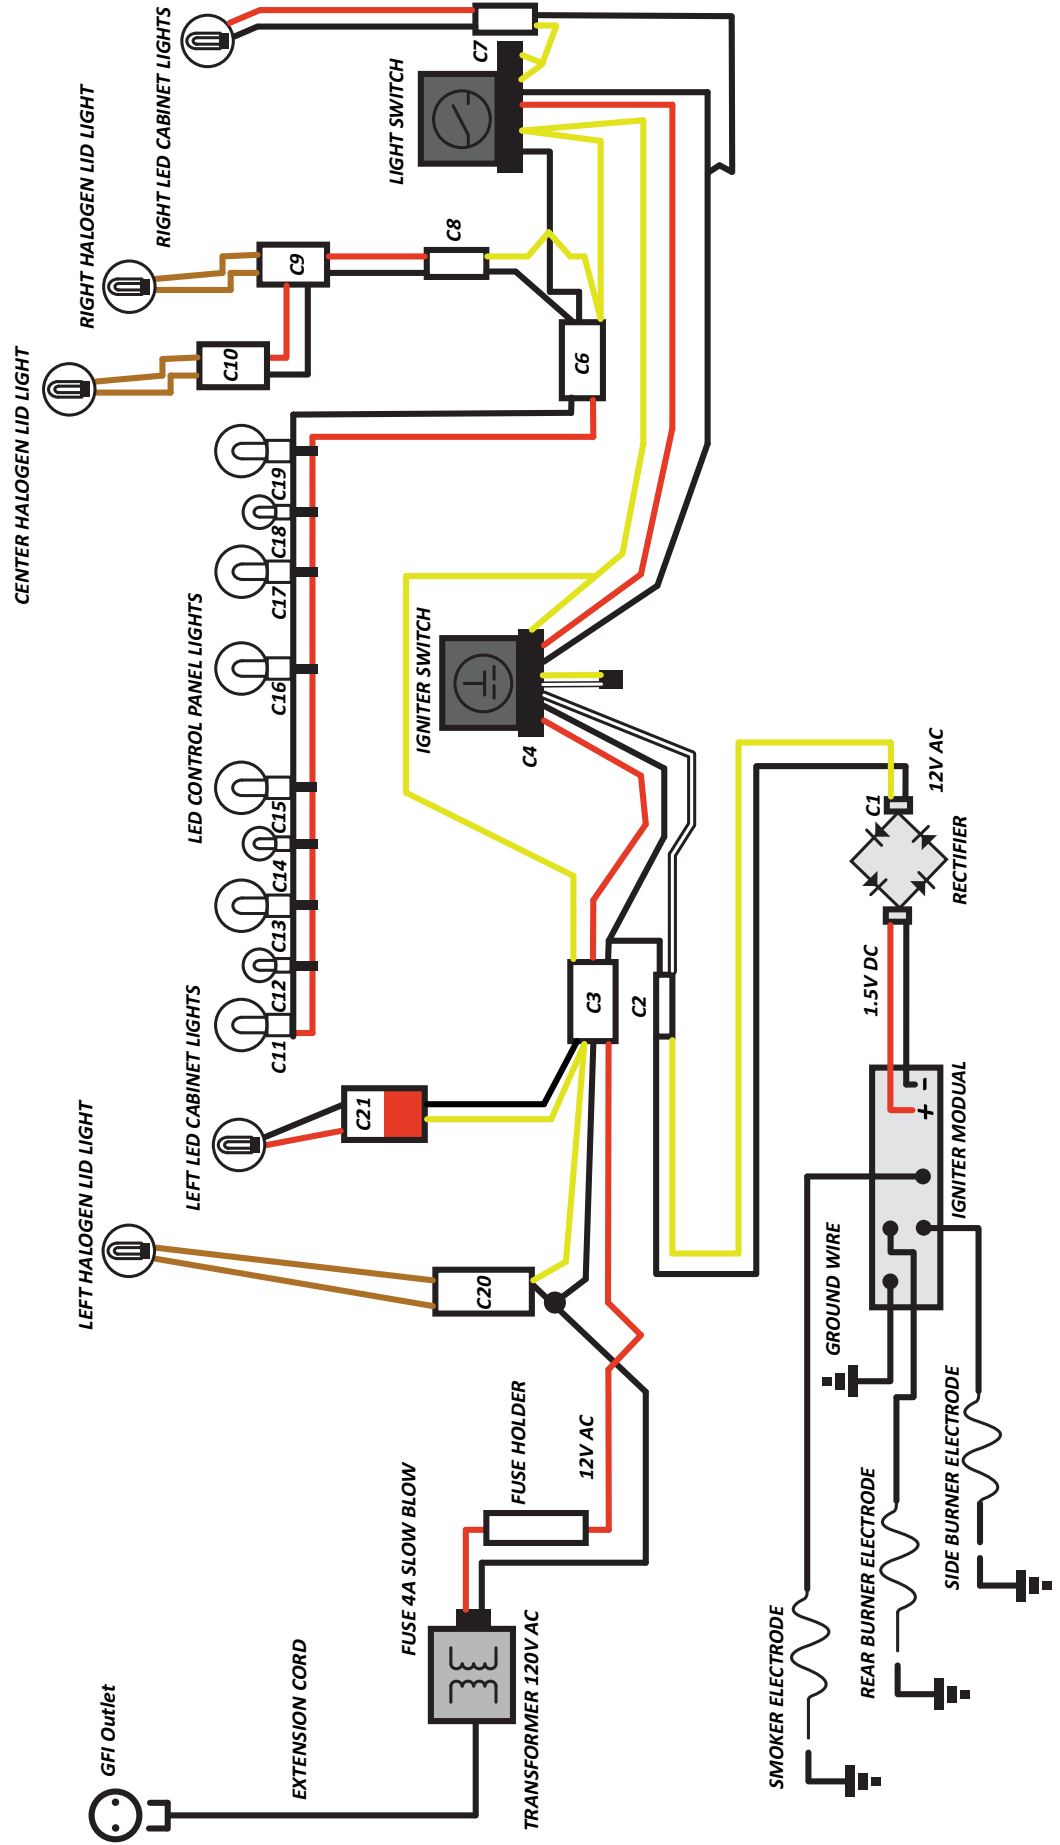 GFI Outlet
EXTENSION CORD
TRANSFORMER 120V AC
FUSE 4A SLOW BLOW
FUSE HOLDER
12V AC
LEFT HALOGEN LID LIGHT
C20
LEFT LED CABINET LIGHTS
C21
C3
C2
LED CONTROL PANEL LIGHTS
C11
C12
C13
C14
C15
C16
C17
C18
C19
CENTER HALOGEN LID LIGHT
C10
RIGHT HALOGEN LID LIGHT
C9
C8
C6
RIGHT LED CABINET LIGHTS
C7
LIGHT SWITCH
IGNITER SWITCH
C4
12V AC
C1
RECTIFIER
1.5V DC
+ -
IGNITER MODUAL
GROUND WIRE
SMOKER ELECTRODE
REAR BURNER ELECTRODE
SIDE BURNER ELECTRODE